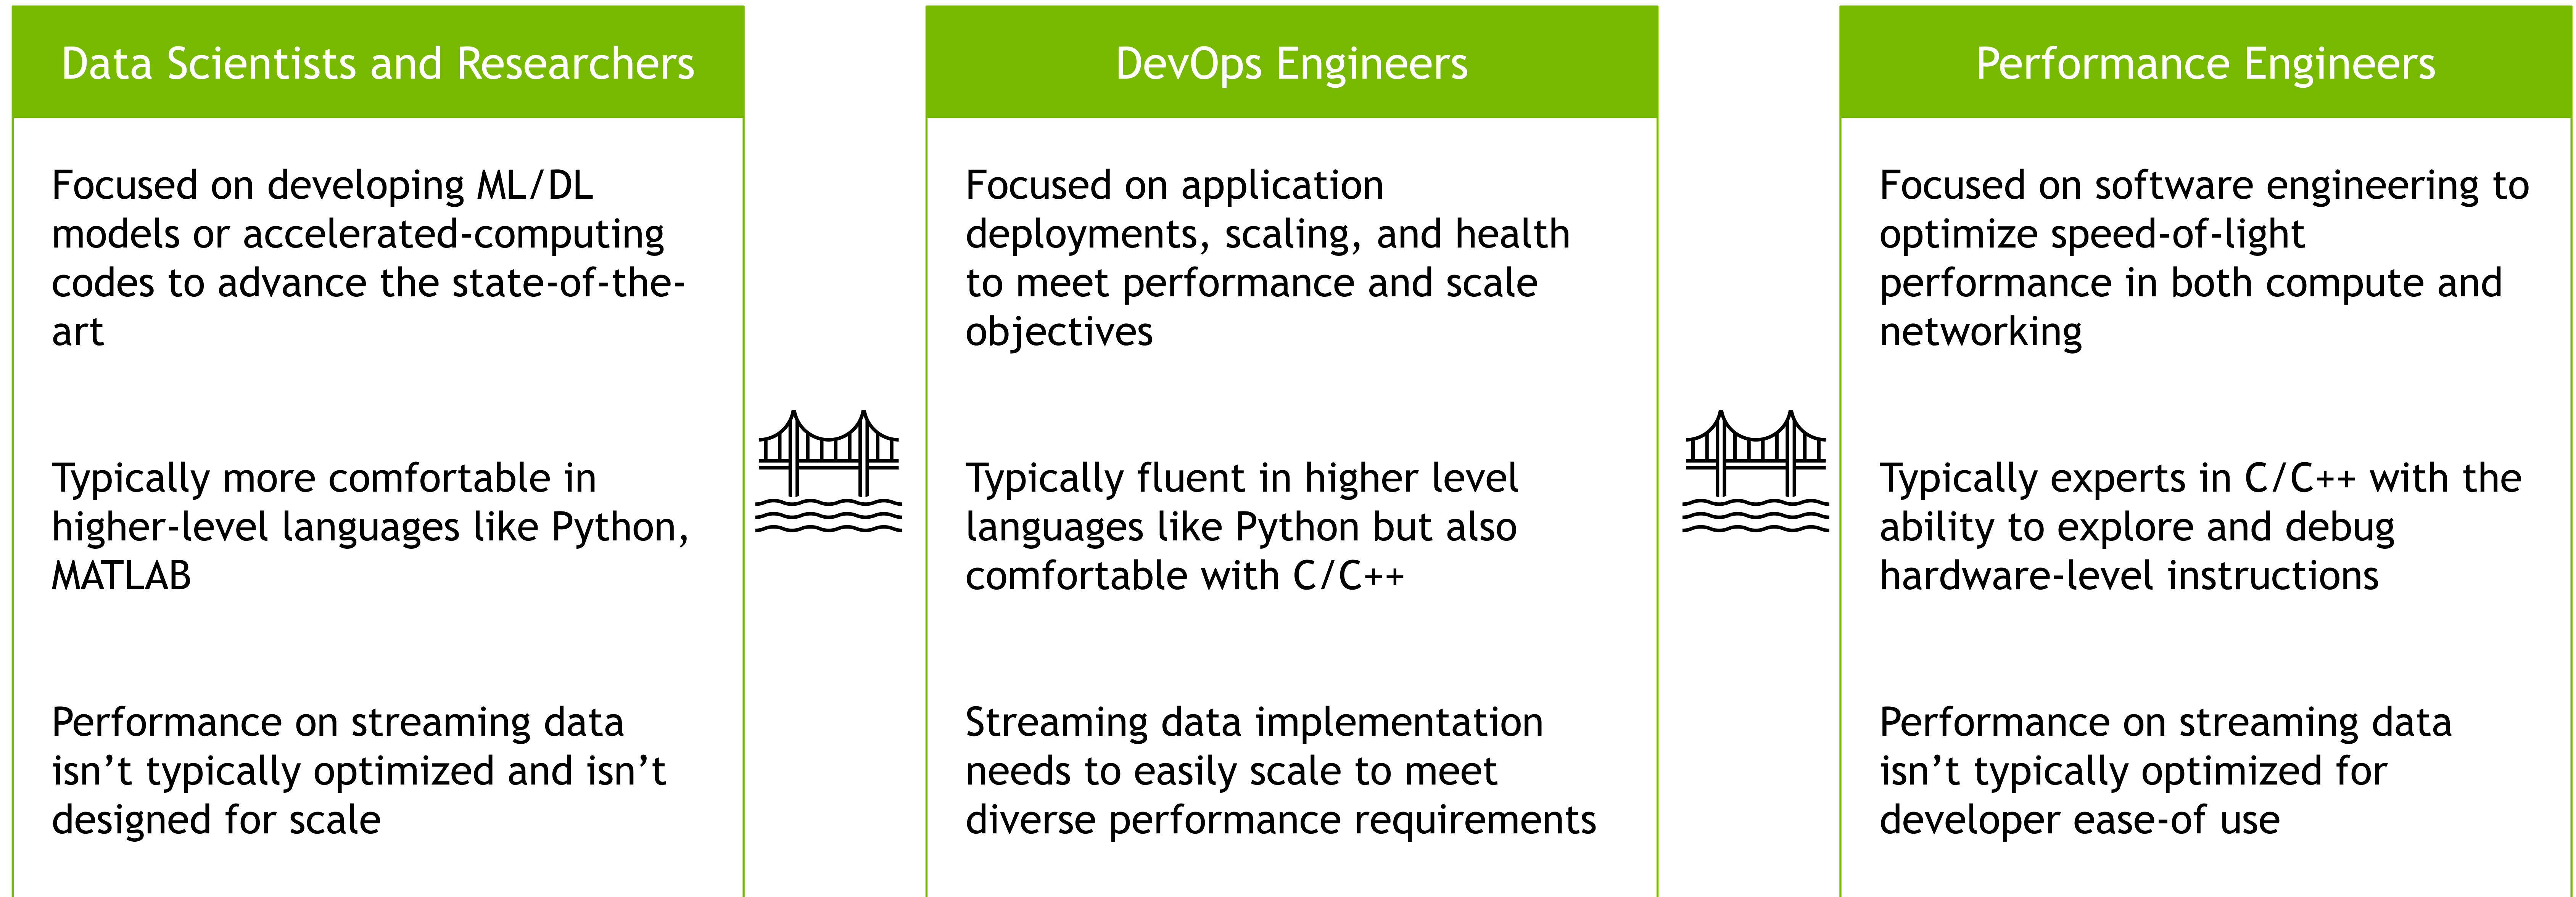 Data Scientists and Researchers
Focused on developing ML/DL
models or accelerated-computing
codes to advance the state-of-the-
art
Typically more comfortable in
higher-level languages like Python,
MATLAB
Performance on streaming data
isn’t typically optimized and isn’t
designed for scale
DevOps Engineers
Focused on application
deployments, scaling, and health
to meet performance and scale
objectives
Typically fluent in higher level
languages like Python but also
comfortable with C/C++
Streaming data implementation
needs to easily scale to meet
diverse performance requirements
Performance Engineers
Focused on software engineering to
optimize speed-of-light
performance in both compute and
networking
Typically experts in C/C++ with the
ability to explore and debug
hardware-level instructions
Performance on streaming data
isn’t typically optimized for
developer ease-of use